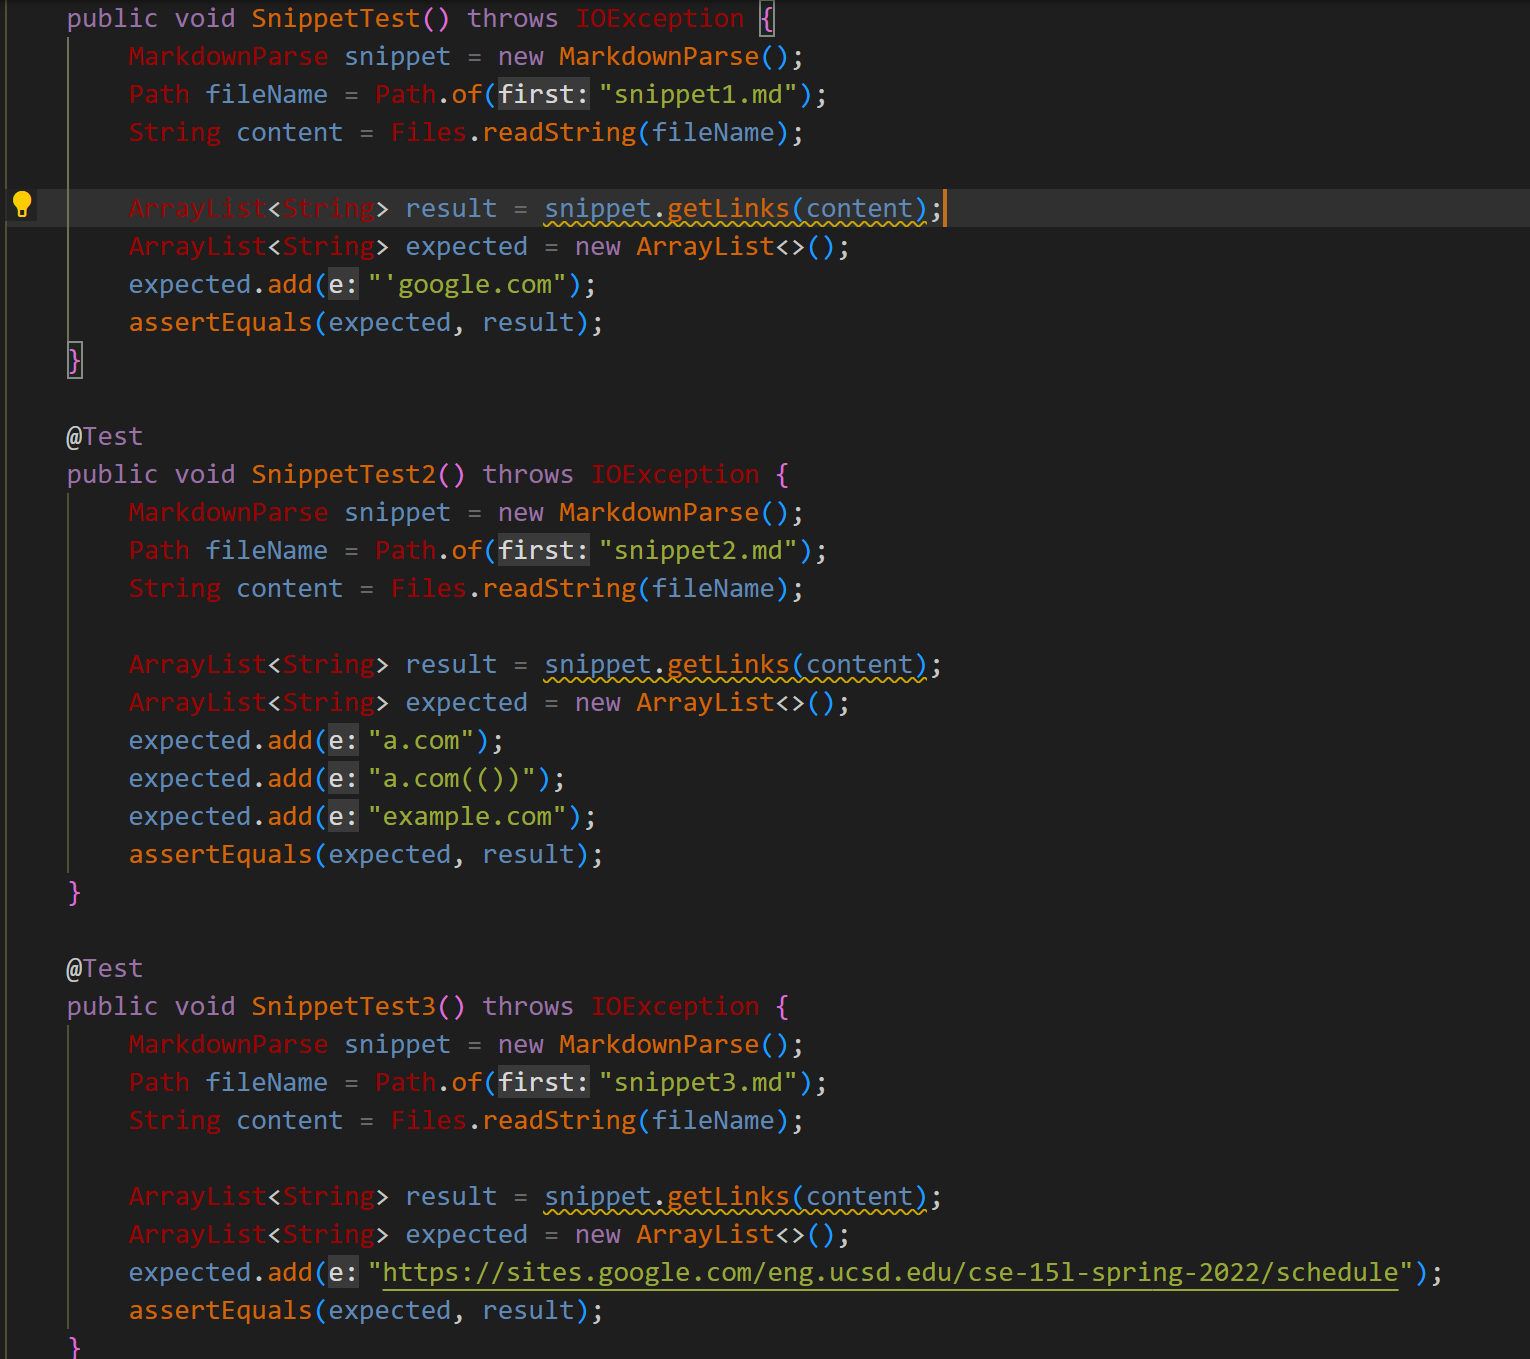 public void SnippetTest() throws IOException {
MarkdownParse snippet = new MarkdownParse();
Path fileName = Path.of(first: "snippet1.md");
String content = Files.readString(fileName);
ArrayList<String> result = snippet.getLinks(content);
ArrayList<String> expected = new ArrayList<>();
expected.add(e: "'google.com");
assertEquals(expected, result);
}
@Test
public void SnippetTest2() throws IOException {
MarkdownParse snippet = new MarkdownParse();
Path fileName = Path.of(first: "snippet2.md");
String content = Files.readString(fileName);
ArrayList<String> result = snippet.getLinks(content);
ArrayList<String> expected = new ArrayList<>();
expected.add(e: "a.com");
expected.add(e: "a.com(())");
expected.add(e: "example.com");
assertEquals(expected, result);
}
@Test
public void SnippetTest3() throws IOException {
MarkdownParse snippet = new MarkdownParse();
Path fileName = Path.of(first: "snippet3.md");
String content = Files.readString(fileName);
ArrayList<String> result = snippet.getLinks(content);
ArrayList<String> expected = new ArrayList<>();
expected.add(e: "https://sites.google.com/eng.ucsd.edu/cse-15l-spring-2022/schedule");
assertEquals(expected, result);
}